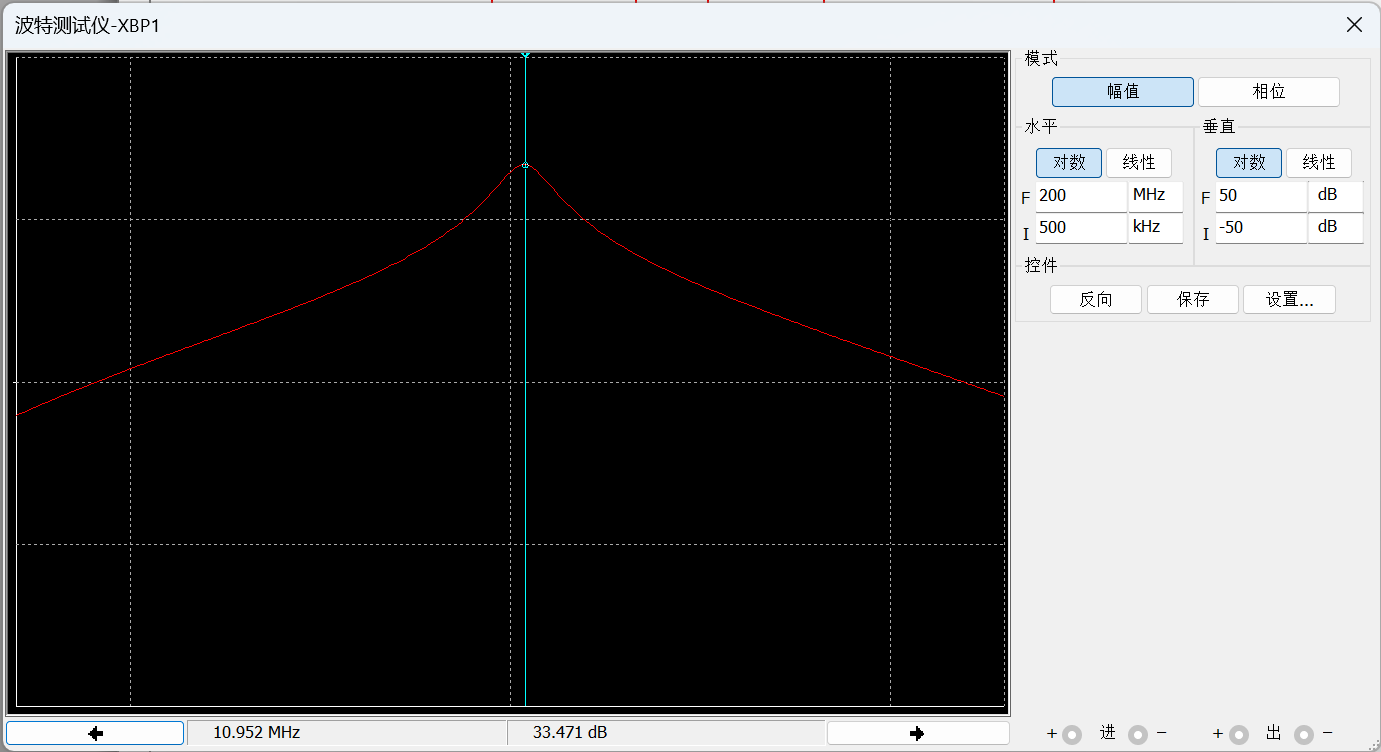 波特测试仪-XBP1
模式
幅值 相位
水平 垂直
对数 线性 对数 线性
F 200 MHz F 50 dB
I 500 kHz I -50 dB
控件
反向 保存 设置...
10.952 MHz 33.471 dB + 进 − + 出 −